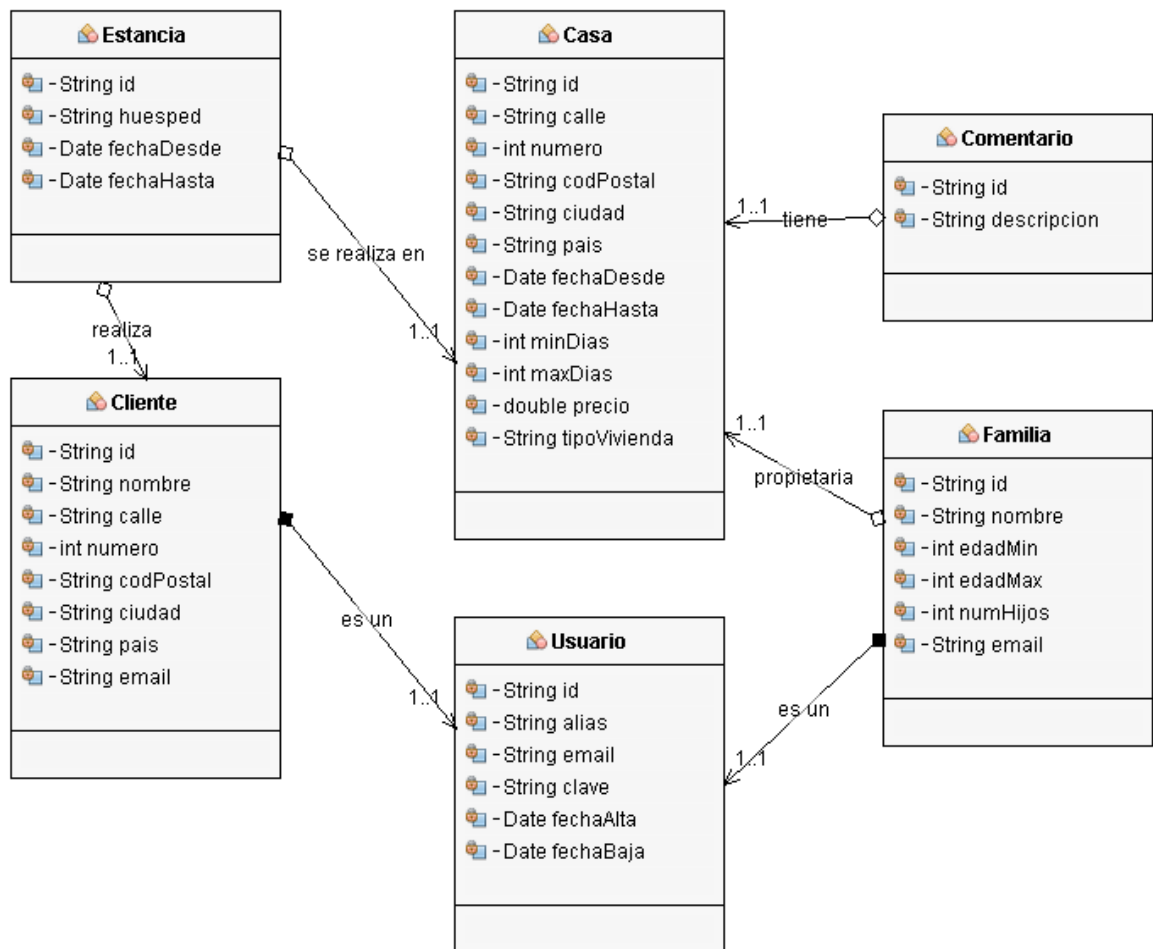 Estancia
-String id
-String huesped
-Date fechaDesde
-Date fechaHasta
Casa
-String id
-String calle
-int numero
-String codPostal
-String ciudad
-String pais
-Date fechaDesde
-Date fechaHasta
-int minDias
-int maxDias
-double precio
-String tipoVivienda
Comentario
-String id
-String descripcion
1..1
tiene
se realiza en
1..1
realiza
1..1
Cliente
-String id
-String nombre
-String calle
-int numero
-String codPostal
-String ciudad
-String pais
-String email
1..1
propietaria
Familia
-String id
-String nombre
-int edadMin
-int edadMax
-int numHijos
-String email
es un
1..1
Usuario
-String id
-String alias
-String email
-String clave
-Date fechaAlta
-Date fechaBaja
es un
1..1